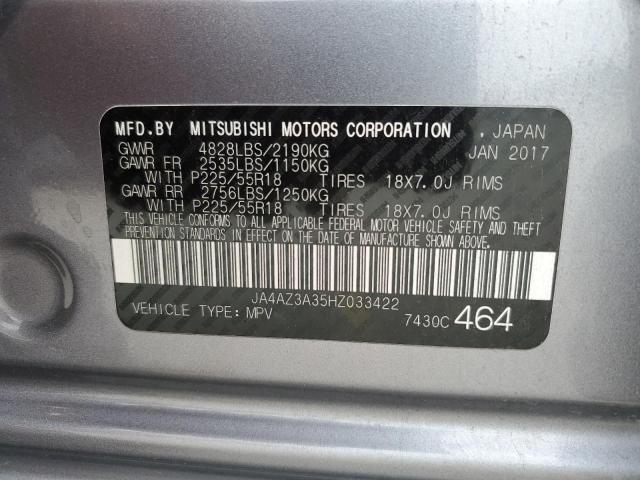 MFD.BY MITSUBISHI MOTORS CORPORATION . JAPAN
GWWR 4828LBS/2190KG JAN 2017
GAWR FR 2535LBS/1150KG
WITH P225/55R18 TIRES 18X7.0J RIMS
GAWR RR 2756LBS/1250KG
WITH P225/55R18 TIRES 18X7.0J RIMS
THIS VEHICLE CONFORMS TO ALL APPLICABLE FEDERAL MOTOR VEHICLE SAFETY AND THEFT
PREVENTION STANDARDS IN EFFECT ON THE DATE OF MANUFACTURE SHOWN ABOVE.
JA4AZ3A35HZ033422
VEHICLE TYPE: MPV 7430C 464